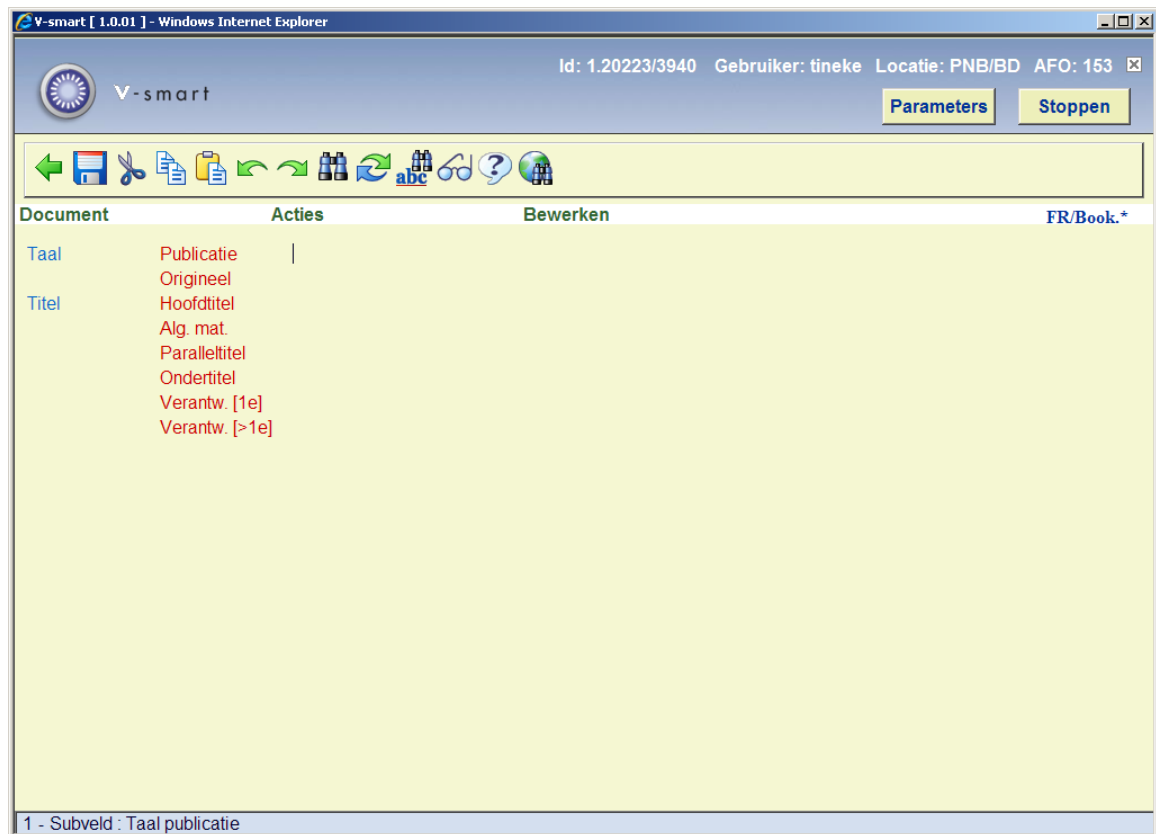 V-smart [ 1.0.01 ] - Windows Internet Explorer
Id: 1.20223/3940 Gebruiker: tineke Locatie: PNB/BD AFO: 153
V-smart
Parameters Stoppen
abc
Document Acties Bewerken FR/Book.*
Taal Publicatie
Origineel
Titel Hoofdtitel
Alg. mat.
Paralleltitel
Ondertitel
Verantw. [1e]
Verantw. [>1e]
1 - Subveld : Taal publicatie